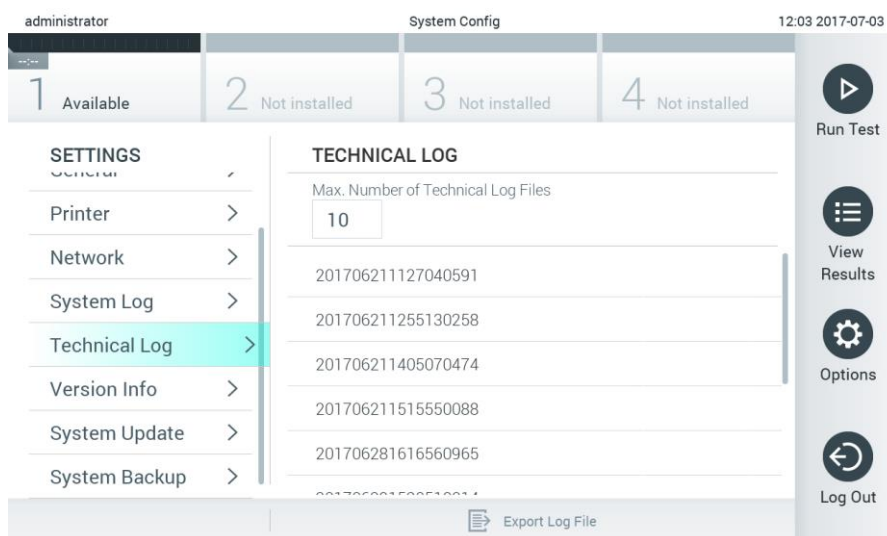 administrator System Config 12:03 2017-07-03
--:--
1 Available 2 Not installed 3 Not installed 4 Not installed
Run Test
SETTINGS
General
Printer
Network
System Log
Technical Log
Version Info
System Update
System Backup
TECHNICAL LOG
Max. Number of Technical Log Files
10
201706211127040591
201706211255130258
201706211405070474
201706211515550088
201706281616560965
Export Log File
View
Results
Options
Log Out